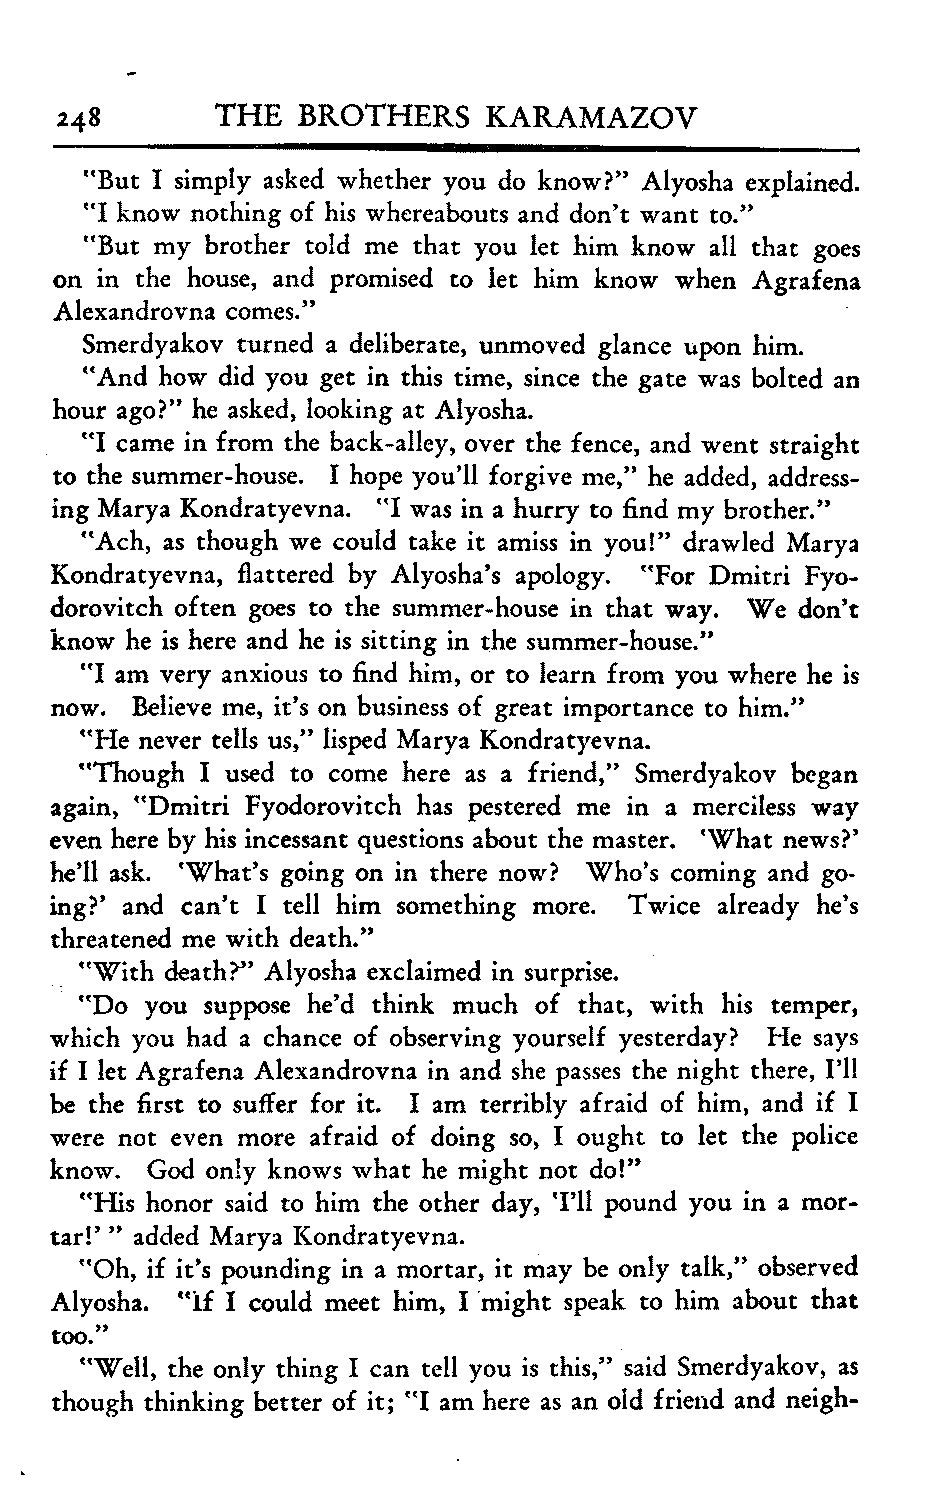 248 THE BROTHERS KARAMAZOV
"But I simply asked whether you do know?" Alyosha explained.
"I know nothing of his whereabouts and don't want to."
"But my brother told me that you let him know all that goes
on in the house, and promised to let him know when Agrafena
Alexandrovna comes."
Smerdyakov turned a deliberate, unmoved glance upon him.
"And how did you get in this time, since the gate was bolted an
hour ago?" he asked, looking at Alyosha.
"I came in from the back-alley, over the fence, and went straight
to the summer-house. I hope you'll forgive me," he added, address-
ing Marya Kondratyevna. "I was in a hurry to find my brother."
"Ach, as though we could take it amiss in you!" drawled Marya
Kondratyevna, flattered by Alyosha's apology. "For Dmitri Fyo-
dorovitch often goes to the summer-house in that way. We don't
know he is here and he is sitting in the summer-house."
"I am very anxious to find him, or to learn from you where he is
now. Believe me, it's on business of great importance to him."
"He never tells us," lisped Marya Kondratyevna.
"Though I used to come here as a friend," Smerdyakov began
again, "Dmitri Fyodorovitch has pestered me in a merciless way
even here by his incessant questions about the master. 'What news?'
he'll ask. 'What's going on in there now? Who's coming and go-
ing?' and can't I tell him something more. Twice already he's
threatened me with death."
"With death?" Alyosha exclaimed in surprise.
"Do you suppose he'd think much of that, with his temper,
which you had a chance of observing yourself yesterday? He says
if I let Agrafena Alexandrovna in and she passes the night there, I'll
be the first to suffer for it. I am terribly afraid of him, and if I
were not even more afraid of doing so, I ought to let the police
know. God only knows what he might not do!"
"His honor said to him the other day, 'I'll pound you in a mor-
tar!' " added Marya Kondratyevna.
"Oh, if it's pounding in a mortar, it may be only talk," observed
Alyosha. "If I could meet him, I might speak to him about that
too."
"Well, the only thing I can tell you is this," said Smerdyakov, as
though thinking better of it; "I am here as an old friend and neigh-